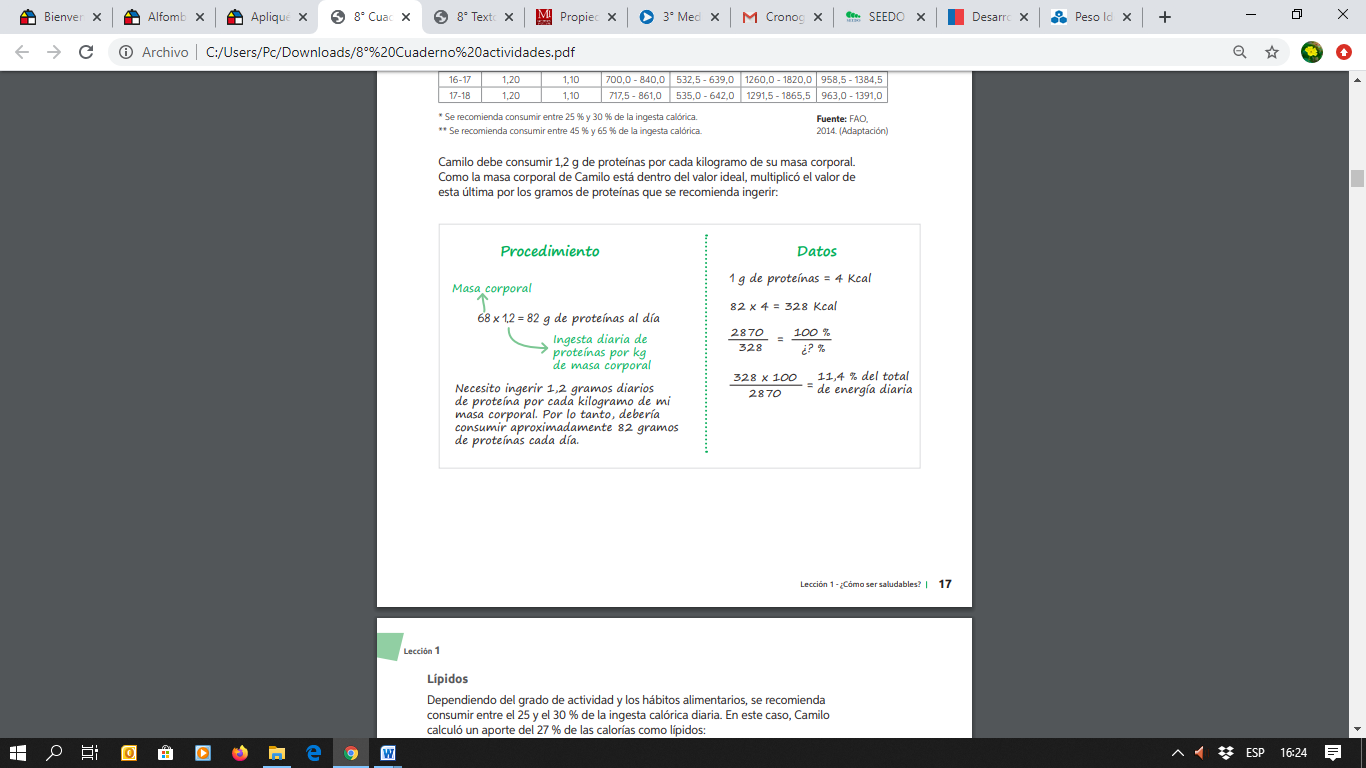 Bienver
Alfomb
Aplique
8° Cuad
8° Texto
Propied
3° Med
Cronog
SEEDO
Desarro
Peso Id
Archivo | C:/Users/Pc/Downloads/8°%20Cuaderno%20actividades.pdf
16-17 1,20 1,10 700,0 - 840,0 532,5 - 639,0 1260,0 - 1820,0 958,5 - 1384,5
17-18 1,20 1,10 717,5 - 861,0 535,0 - 642,0 1291,5 - 1865,5 963,0 - 1391,0
* Se recomienda consumir entre 25 % y 30 % de la ingesta calórica.
** Se recomienda consumir entre 45 % y 65 % de la ingesta calórica.
Fuente: FAO,
2014. (Adaptación)
Camilo debe consumir 1,2 g de proteínas por cada kilogramo de su masa corporal.
Como la masa corporal de Camilo está dentro del valor ideal, multiplicó el valor de
esta última por los gramos de proteínas que se recomienda ingerir:
Procedimiento
Masa corporal
68 x 1,2 = 82 g de proteínas al día
Ingesta diaria de
proteínas por kg
de masa corporal
Necesito ingerir 1,2 gramos diarios
de proteína por cada kilogramo de mi
masa corporal. Por lo tanto, debería
consumir aproximadamente 82 gramos
de proteínas cada día.
Datos
1 g de proteínas = 4 Kcal
82 x 4 = 328 Kcal
2870 = 100 %
328 ¿? %
328 x 100 = 11,4 % del total
2870 de energía diaria
Lección 1 - ¿Cómo ser saludables? | 17
Lección 1
Lípidos
Dependiendo del grado de actividad y los hábitos alimentarios, se recomienda
consumir entre el 25 y el 30 % de la ingesta calórica diaria. En este caso, Camilo
calculó un aporte del 27 % de las calorías como lípidos:
ESP 16:24